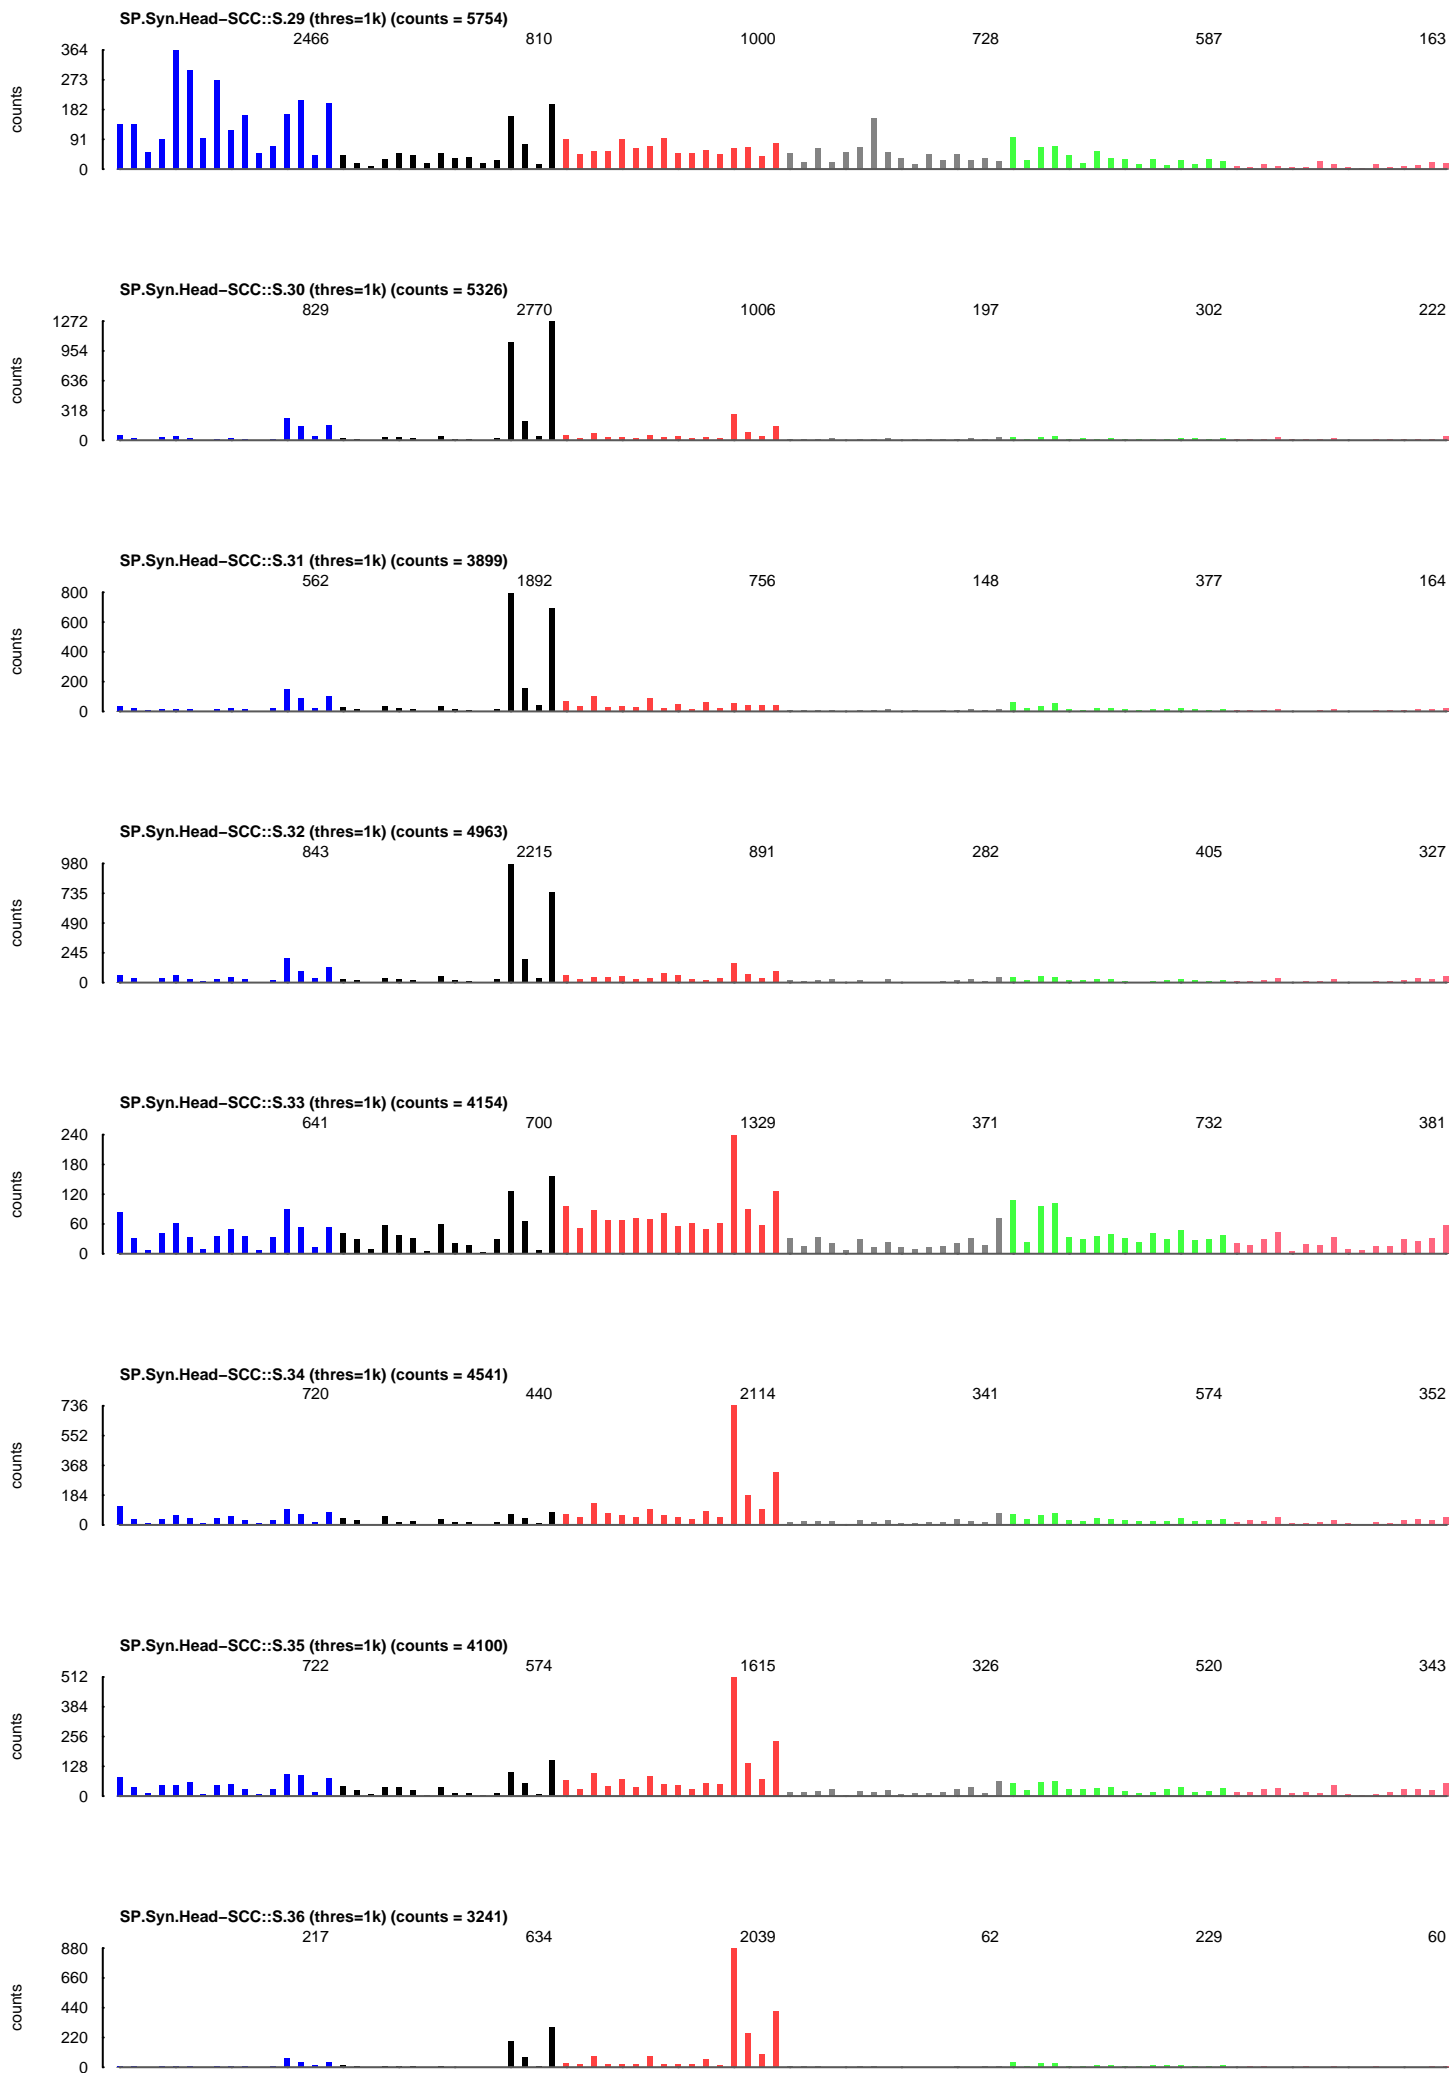 SP.Syn.Head−SCC::S.29 (thres=1k) (counts = 5754)
2466 810 1000 728 587 163
364
273
182
91
0
counts
SP.Syn.Head−SCC::S.30 (thres=1k) (counts = 5326)
829 2770 1006 197 302 222
1272
954
636
318
0
counts
SP.Syn.Head−SCC::S.31 (thres=1k) (counts = 3899)
562 1892 756 148 377 164
800
600
400
200
0
counts
SP.Syn.Head−SCC::S.32 (thres=1k) (counts = 4963)
843 2215 891 282 405 327
980
735
490
245
0
counts
SP.Syn.Head−SCC::S.33 (thres=1k) (counts = 4154)
641 700 1329 371 732 381
240
180
120
60
0
counts
SP.Syn.Head−SCC::S.34 (thres=1k) (counts = 4541)
720 440 2114 341 574 352
736
552
368
184
0
counts
SP.Syn.Head−SCC::S.35 (thres=1k) (counts = 4100)
722 574 1615 326 520 343
512
384
256
128
0
counts
SP.Syn.Head−SCC::S.36 (thres=1k) (counts = 3241)
217 634 2039 62 229 60
880
660
440
220
0
counts